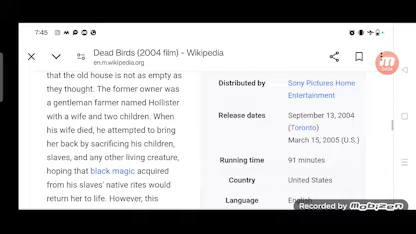 7:45
Dead Birds (2004 film) - Wikipedia
en.m.wikipedia.org
that the old house is not as empty as
they thought. The former owner was
a gentleman farmer named Hollister
with a wife and two children. When
his wife died, he attempted to bring
her back by sacrificing his children,
slaves, and any other living creature,
hoping that black magic acquired
from his slaves' native rites would
return her to life. However, this
Distributed by
Sony Pictures Home
Entertainment
Release dates
September 13, 2004
(Toronto)
March 15, 2005 (U.S.)
Running time
91 minutes
Country
United States
Language
English
Recorded by
mobizen